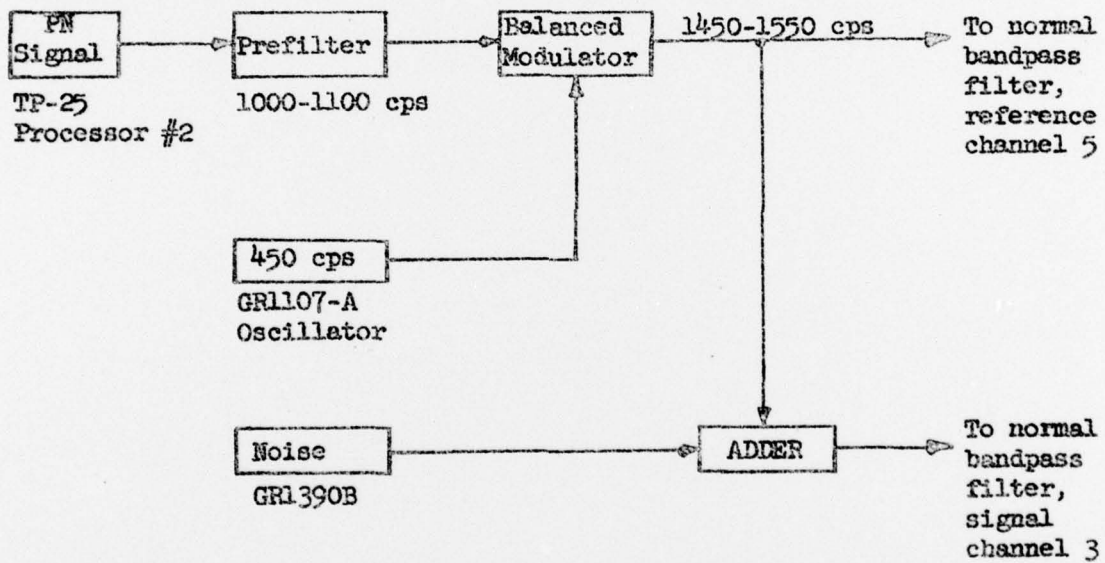 PN
Signal
TP-25
Processor #2
Prefilter
1000-1100 cps
Balanced
Modulator
1450-1550 cps
To normal
bandpass
filter,
reference
channel 5
450 cps
GR1107-A
Oscillator
Noise
GR1390B
ADDER
To normal
bandpass
filter,
signal
channel 3